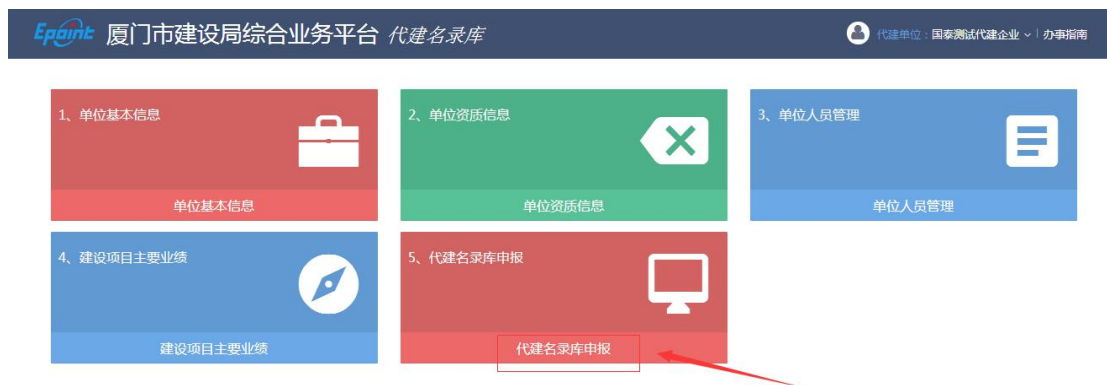 Epoint 厦门市建设局综合业务平台 代建名录库 代建单位：国泰测试代建企业 | 办事指南
1、单位基本信息 2、单位资质信息 3、单位人员管理
单位基本信息 单位资质信息 单位人员管理
4、建设项目主要业绩 5、代建名录库申报
建设项目主要业绩 代建名录库申报